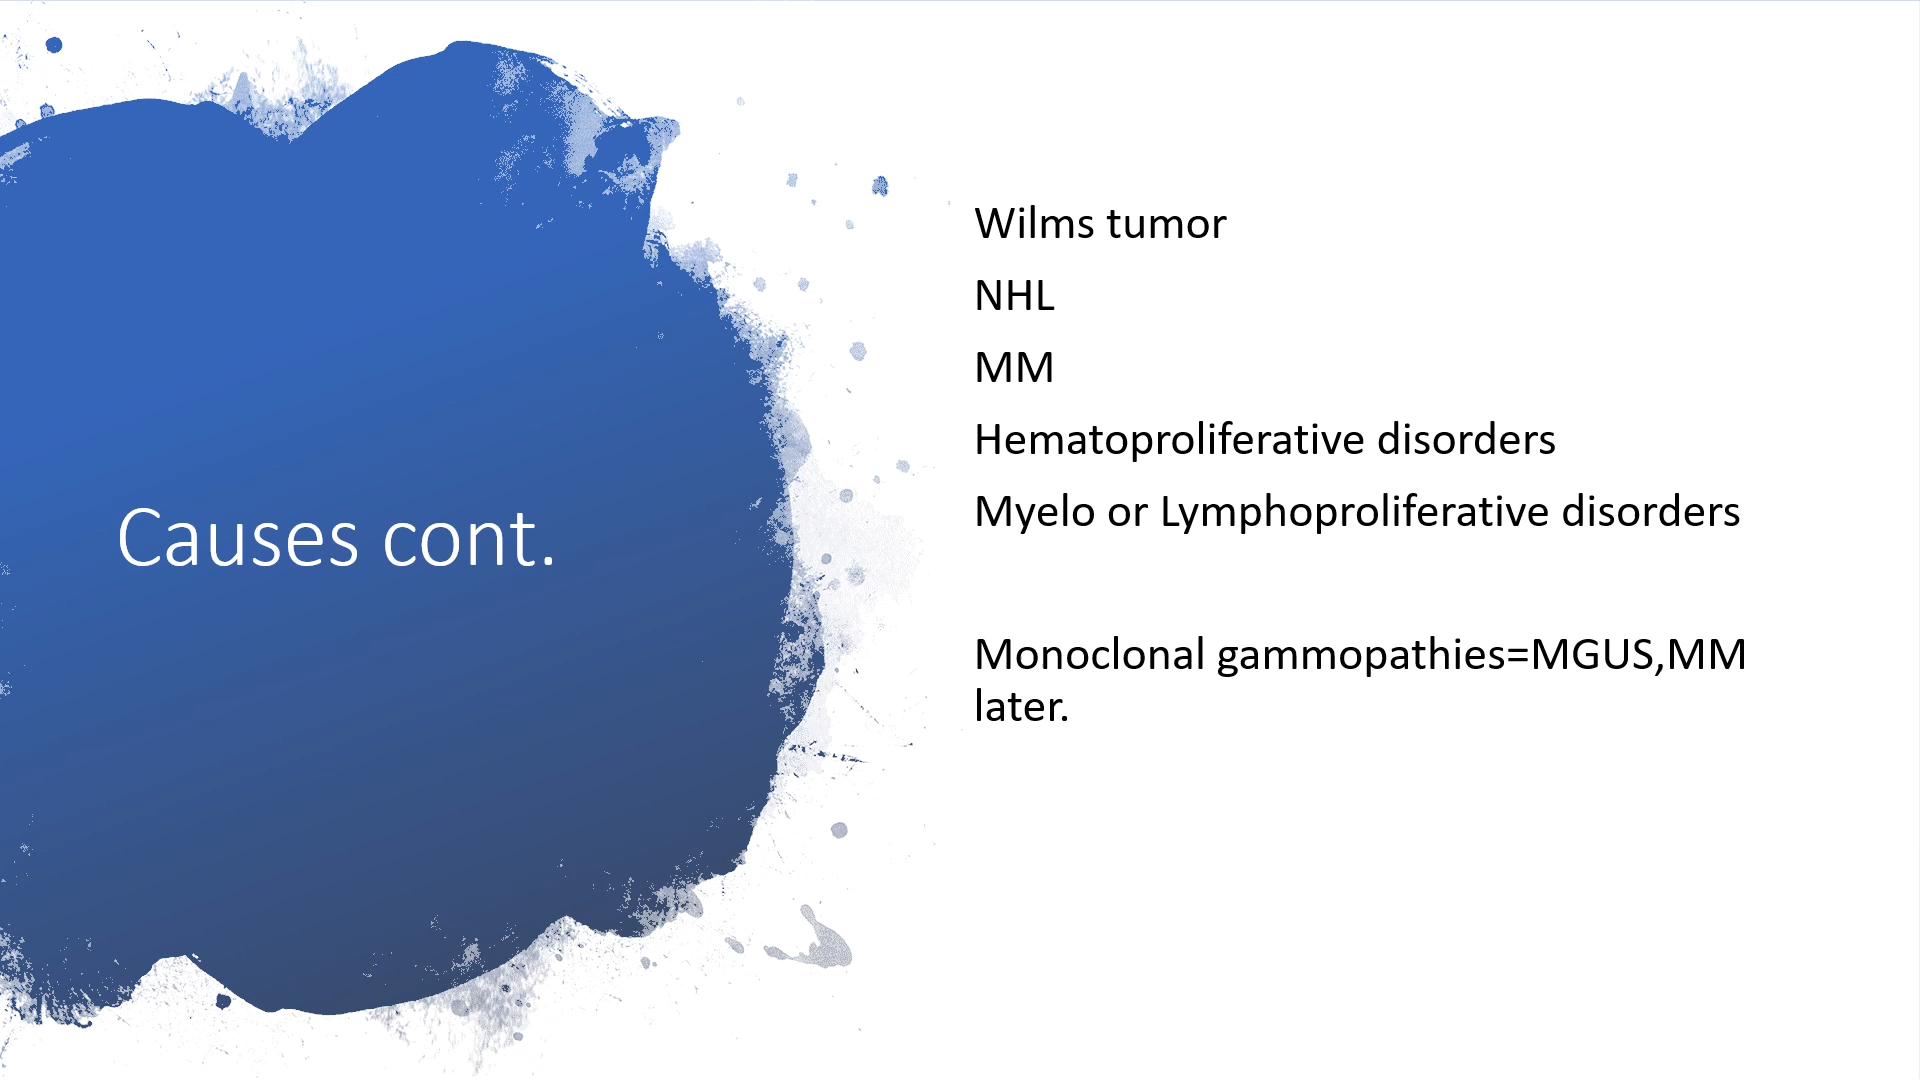 Causes cont.
Wilms tumor
NHL
MM
Hematoproliferative disorders
Myelo or Lymphoproliferative disorders
Monoclonal gammopathies=MGUS,MM
later.